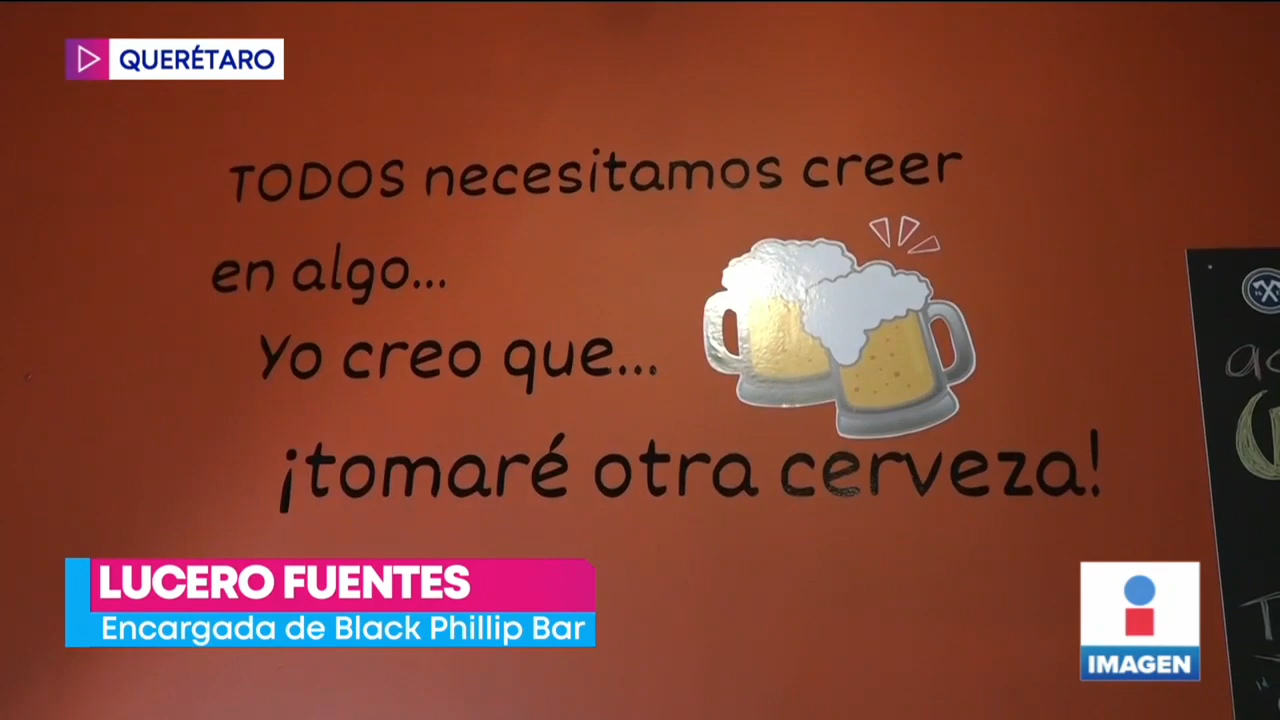 QUERÉTARO
TODOS necesitamos creer
en algo...
Yo creo que...
¡tomaré otra cerveza!
LUCERO FUENTES
Encargada de Black Phillip Bar
IMAGEN